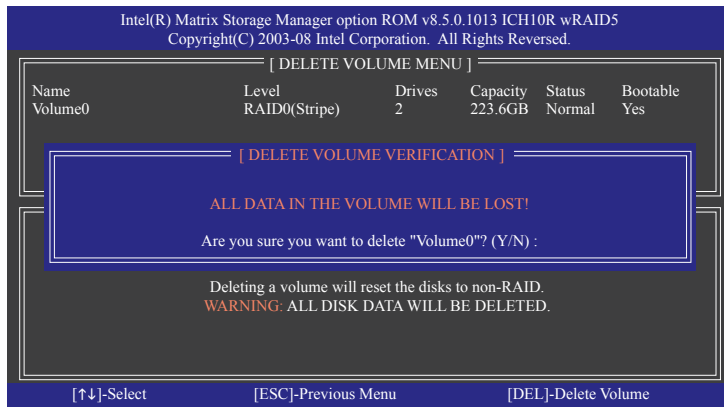 Intel(R) Matrix Storage Manager option ROM v8.5.0.1013 ICH10R wRAID5
Copyright(C) 2003-08 Intel Corporation. All Rights Reversed.
[ DELETE VOLUME MENU ]
Name Level Drives Capacity Status Bootable
Volume0 RAID0(Stripe) 2 223.6GB Normal Yes
[ DELETE VOLUME VERIFICATION ]
ALL DATA IN THE VOLUME WILL BE LOST!
Are you sure you want to delete "Volume0"? (Y/N) :
Deleting a volume will reset the disks to non-RAID.
WARNING: ALL DISK DATA WILL BE DELETED.
[↑↓]-Select [ESC]-Previous Menu [DEL]-Delete Volume